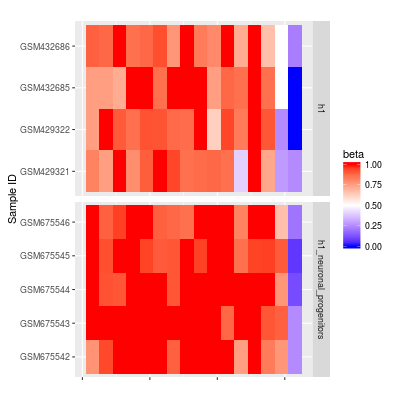 GSM432686
GSM432685
GSM429322
GSM429321
h1
GSM675546
GSM675545
GSM675544
GSM675543
GSM675542
h1_neuronal_progenitors
Sample ID
beta
1.00
0.75
0.50
0.25
0.00